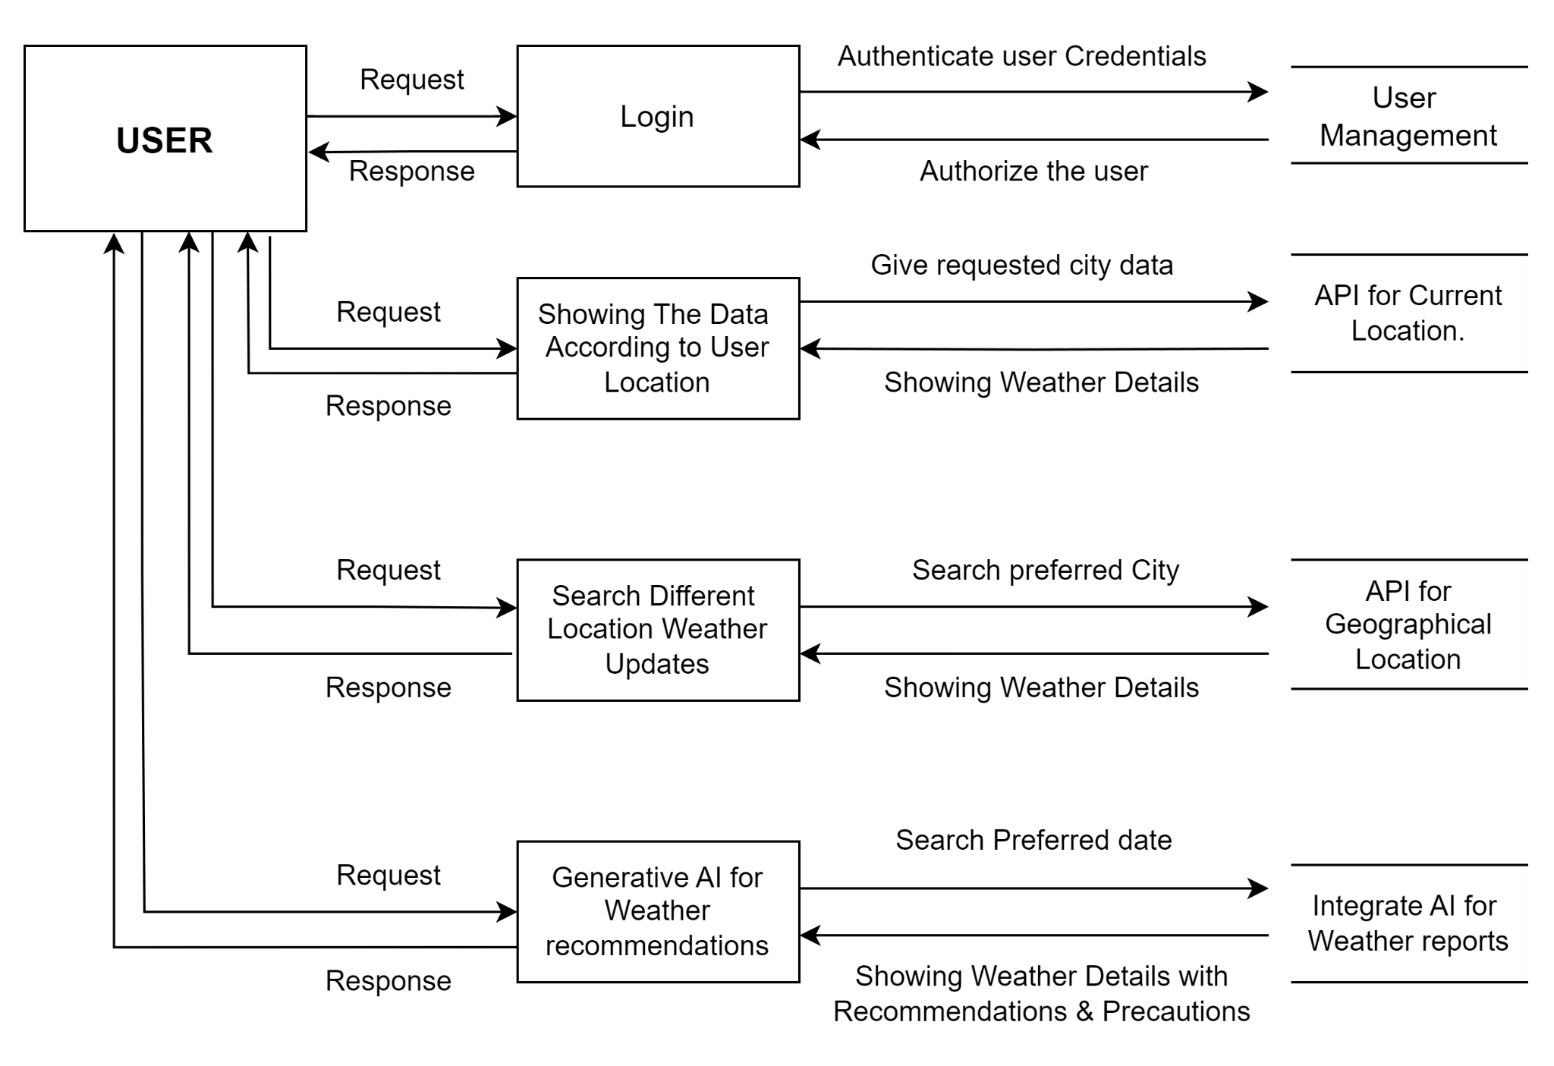 USER
Request
Response
Login
Authenticate user Credentials
Authorize the user
User
Management
Request
Response
Showing The Data
According to User
Location
Give requested city data
Showing Weather Details
API for Current
Location.
Request
Response
Search Different
Location Weather
Updates
Search preferred City
Showing Weather Details
API for
Geographical
Location
Request
Response
Generative AI for
Weather
recommendations
Search Preferred date
Showing Weather Details with
Recommendations & Precautions
Integrate AI for
Weather reports